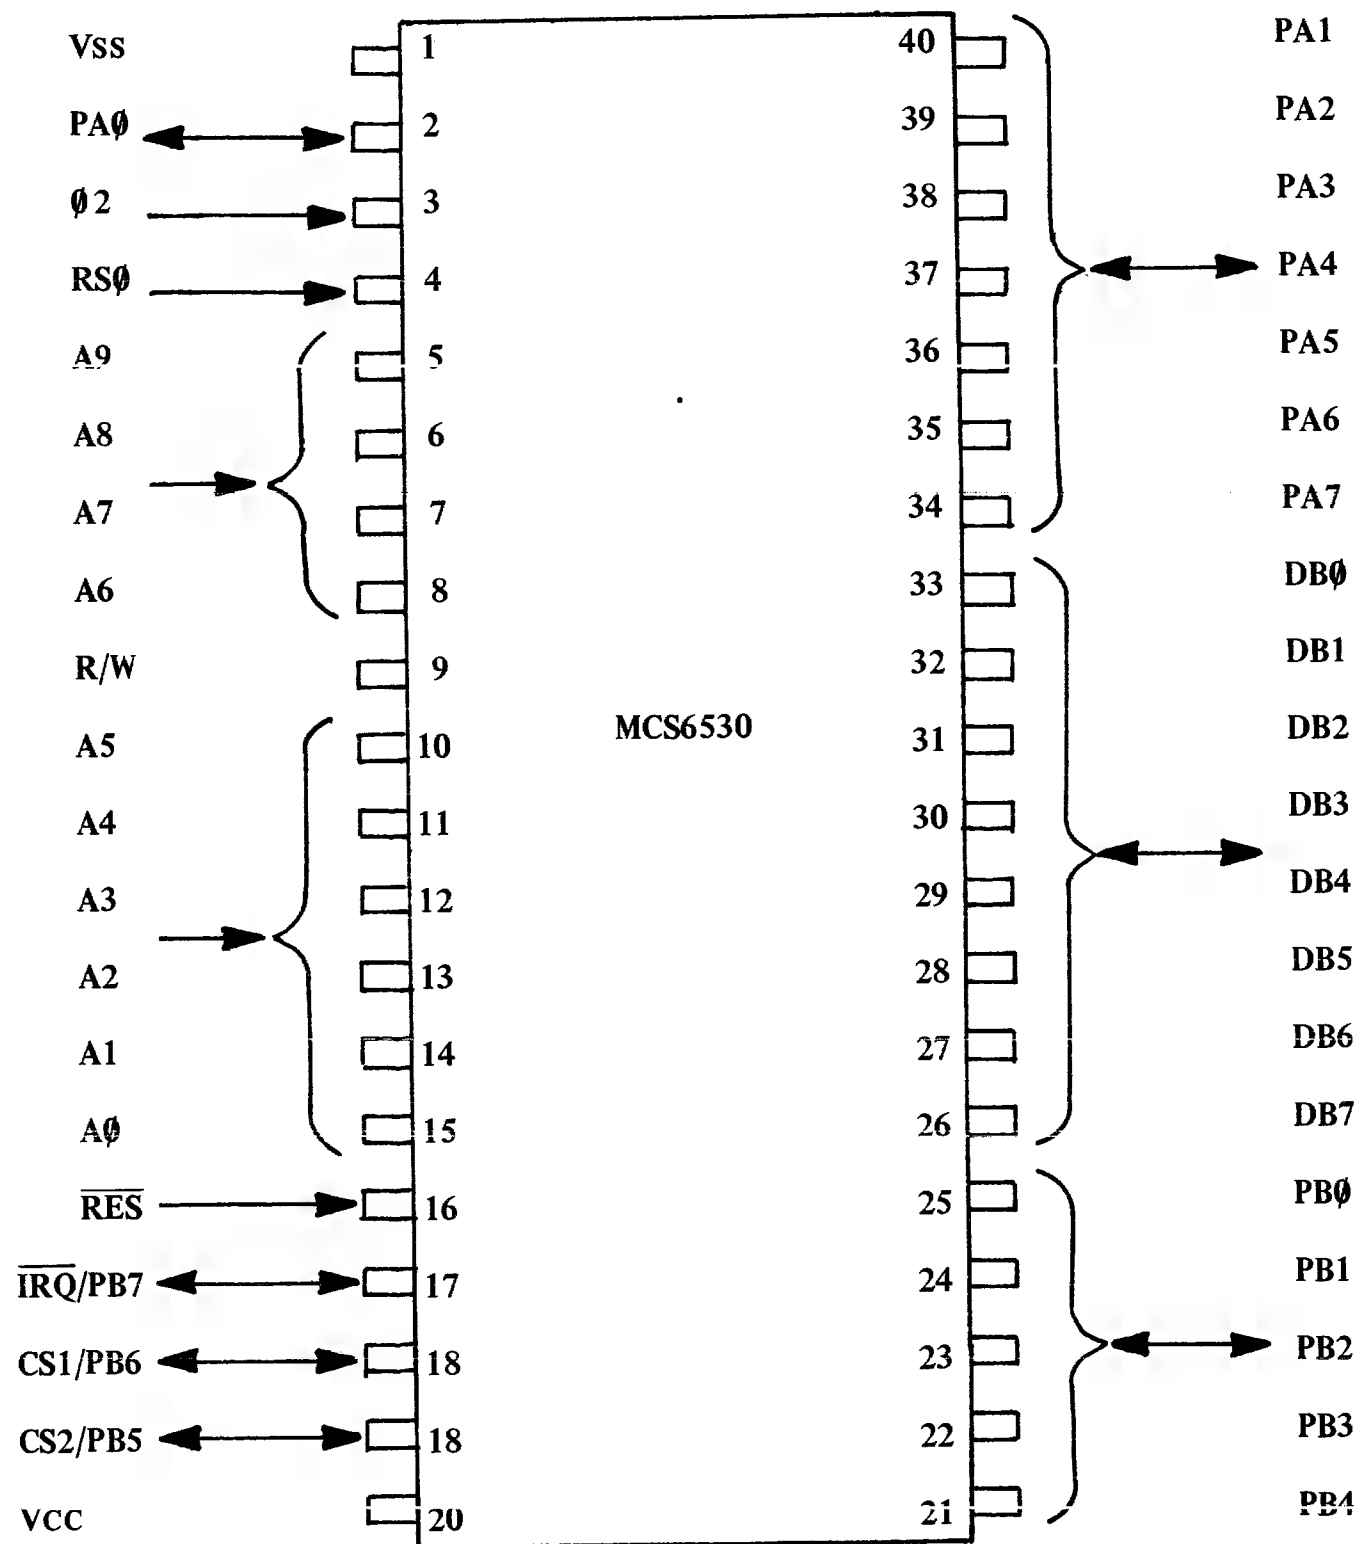 VSS 1 40 PA1
PAØ 2 39 PA2
Ø2 3 38 PA3
RSØ 4 37 PA4
A9 5 36 PA5
A8 6 35 PA6
A7 7 34 PA7
A6 8 33 DBØ
R/W 9 32 DB1
A5 10 MCS6530 31 DB2
A4 11 30 DB3
A3 12 29 DB4
A2 13 28 DB5
A1 14 27 DB6
AØ 15 26 DB7
R̅E̅S̅ 16 25 PBØ
I̅R̅Q̅/PB7 17 24 PB1
CS1/PB6 18 23 PB2
CS2/PB5 18 22 PB3
VCC 20 21 PB4